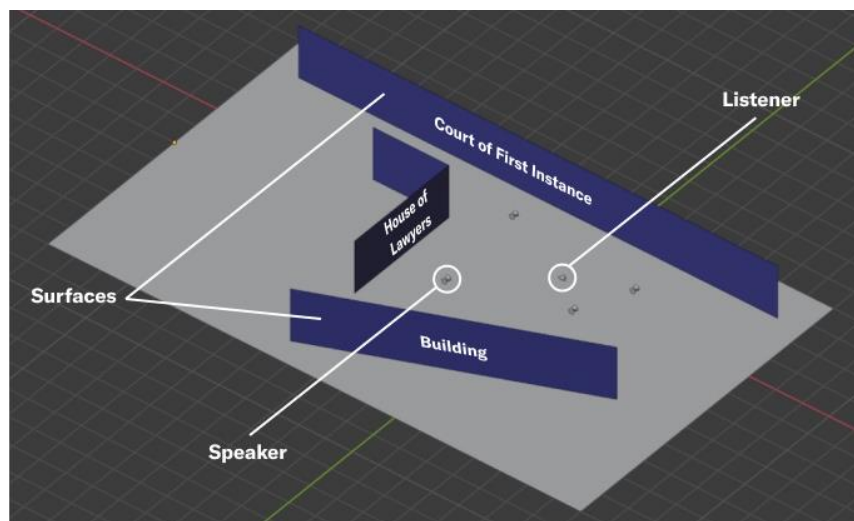 Listener
Court of First Instance
House of
Lawyers
Surfaces
Building
Speaker